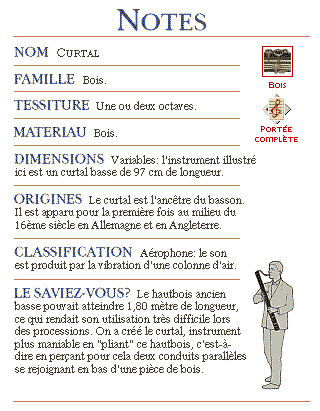 NOTES
NOM CURTAL
FAMILLE Bois.
TESSITURE Une ou deux octaves.
MATERIAU Bois.
DIMENSIONS Variables: l'instrument illustré
ici est un curtal basse de 97 cm de longueur.
ORIGINES Le curtal est l'ancêtre du basson.
Il est apparu pour la première fois au milieu du
16ème siècle en Allemagne et en Angleterre.
CLASSIFICATION Aérophone: le son
est produit par la vibration d'une colonne d'air.
LE SAVIEZ-VOUS? Le hautbois ancien
basse pouvait atteindre 1,80 mètre de longueur,
ce qui rendait son utilisation très difficile lors
des processions. On a créé le curtal, instrument
plus maniable en "pliant" ce hautbois, c'est-à-
dire en perçant pour cela deux conduits parallèles
se rejoignant en bas d'une pièce de bois.
BOIS
PORTÉE
COMPLÈTE